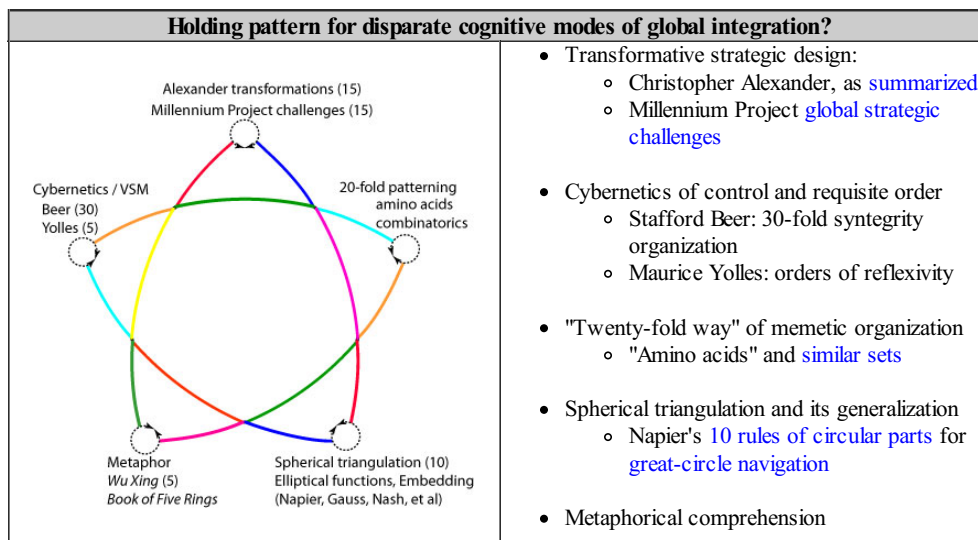 Holding pattern for disparate cognitive modes of global integration?
Alexander transformations (15)
Millennium Project challenges (15)
Cybernetics / VSM
Beer (30)
Yolles (5)
20-fold patterning
amino acids
combinatorics
Metaphor
Wu Xing (5)
Book of Five Rings
Spherical triangulation (10)
Elliptical functions, Embedding
(Napier, Gauss, Nash, et al)
Transformative strategic design:
Christopher Alexander, as summarized
Millennium Project global strategic
challenges
Cybernetics of control and requisite order
Stafford Beer: 30-fold syntegrity
organization
Maurice Yolles: orders of reflexivity
"Twenty-fold way" of memetic organization
"Amino acids" and similar sets
Spherical triangulation and its generalization
Napier's 10 rules of circular parts for
great-circle navigation
Metaphorical comprehension